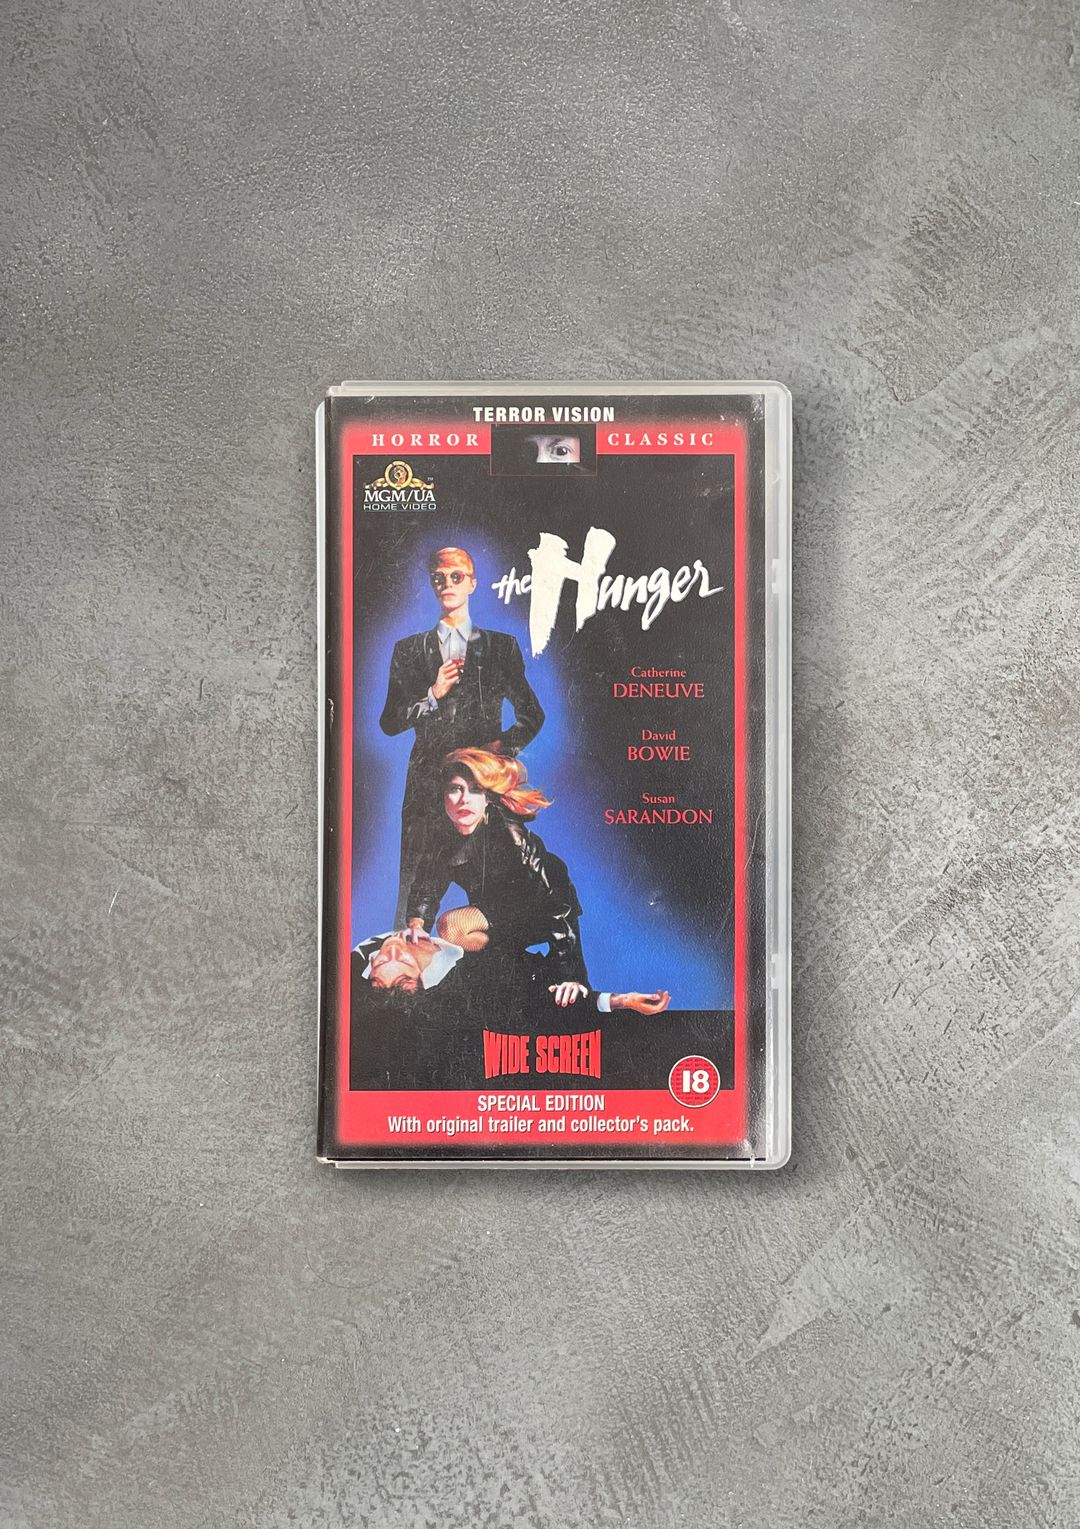 TERROR VISION
HORROR CLASSIC
MGM/UA
HOME VIDEO
the Hunger
Catherine
DENEUVE
David
BOWIE
Susan
SARANDON
WIDE SCREEN
18
SPECIAL EDITION
With original trailer and collector's pack.